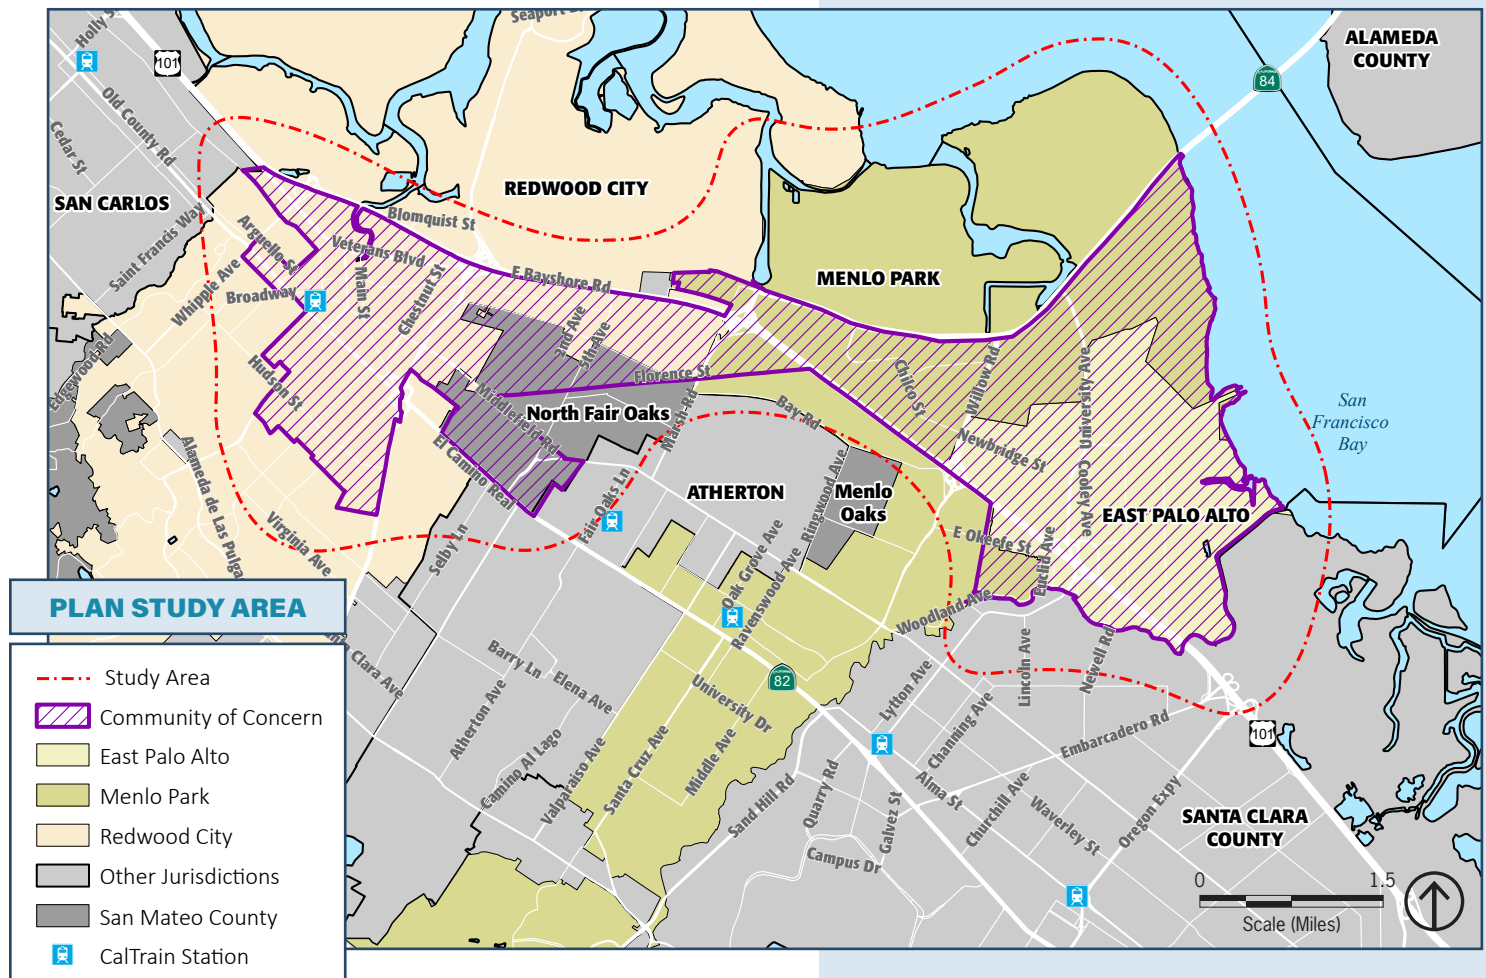 Seaport B
Holly S
101
84
ALAMEDA
COUNTY
Old County Rd
Cedar St
SAN CARLOS
REDWOOD CITY
Saint Francis Way
Blomquist St
Arguello St
Veterans Blvd
Whipple Ave
Broadway
Main St
Chestnut St
E Bayshore Rd
MENLO PARK
2nd Ave
5th Ave
Edgewood Rd
Hudson St
Florence St
Chilco St
Willow Rd
University Ave
San
Francisco
Bay
Middlefield Rd
North Fair Oaks
Marsh Rd
Bay Rd
Newbridge St
El Camino Real
Alameda de Las Pulga
Fair Oaks Ln
ATHERTON
Ringwood Ave
Menlo
Oaks
Cooley Ave
EAST PALO ALTO
Virginia Ave
Selby Ln
Oak Grove Ave
Ravenswood Ave
E Okeefe St
Euclid Ave
PLAN STUDY AREA
Woodland Ave
Clara Ave
Barry Ln
Elena Ave
Atherton Ave
82
University Dr
Lytton Ave
Lincoln Ave
Newell Rd
Camino Al Lago
Valparaiso Ave
Santa Cruz Ave
Middle Ave
Channing Ave
Embarcadero Rd
101
Sand Hill Rd
Quarry Rd
Galvez St
Alma St
Churchill Ave
Waverley St
Oregon Expy
Campus Dr
SANTA CLARA
COUNTY
Study Area
Community of Concern
East Palo Alto
Menlo Park
Redwood City
Other Jurisdictions
San Mateo County
CalTrain Station
0 1.5
Scale (Miles)